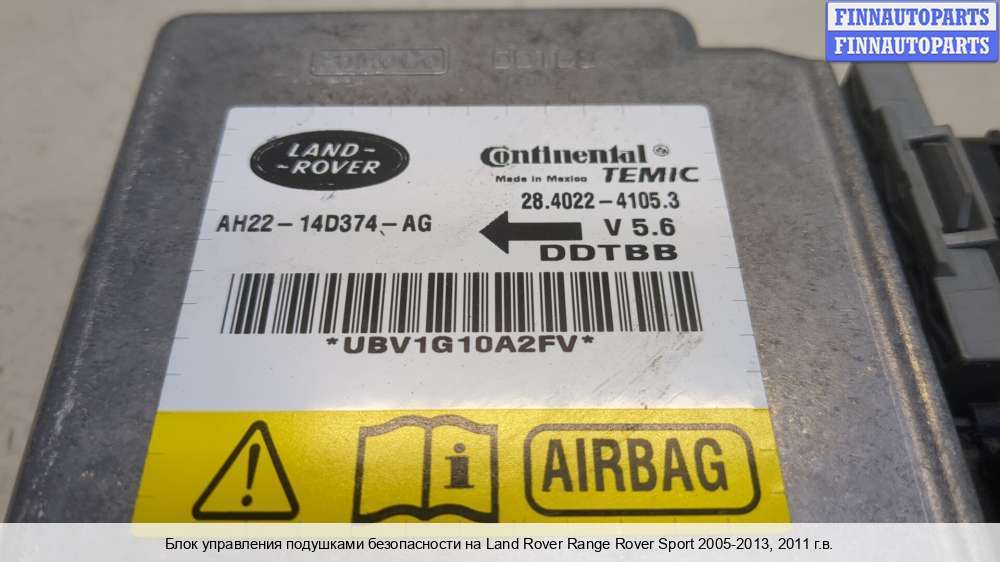 FINNAUTOPARTS
FINNAUTOPARTS
LAND-
-ROVER
Continental
Made in Mexico TEMIC
28.4022-4105.3
AH22-14D374-AG
V 5.6
DDTBB
*UBV1G10A2FV*
AIRBAG
Блок управления подушками безопасности на Land Rover Range Rover Sport 2005-2013, 2011 г.в.